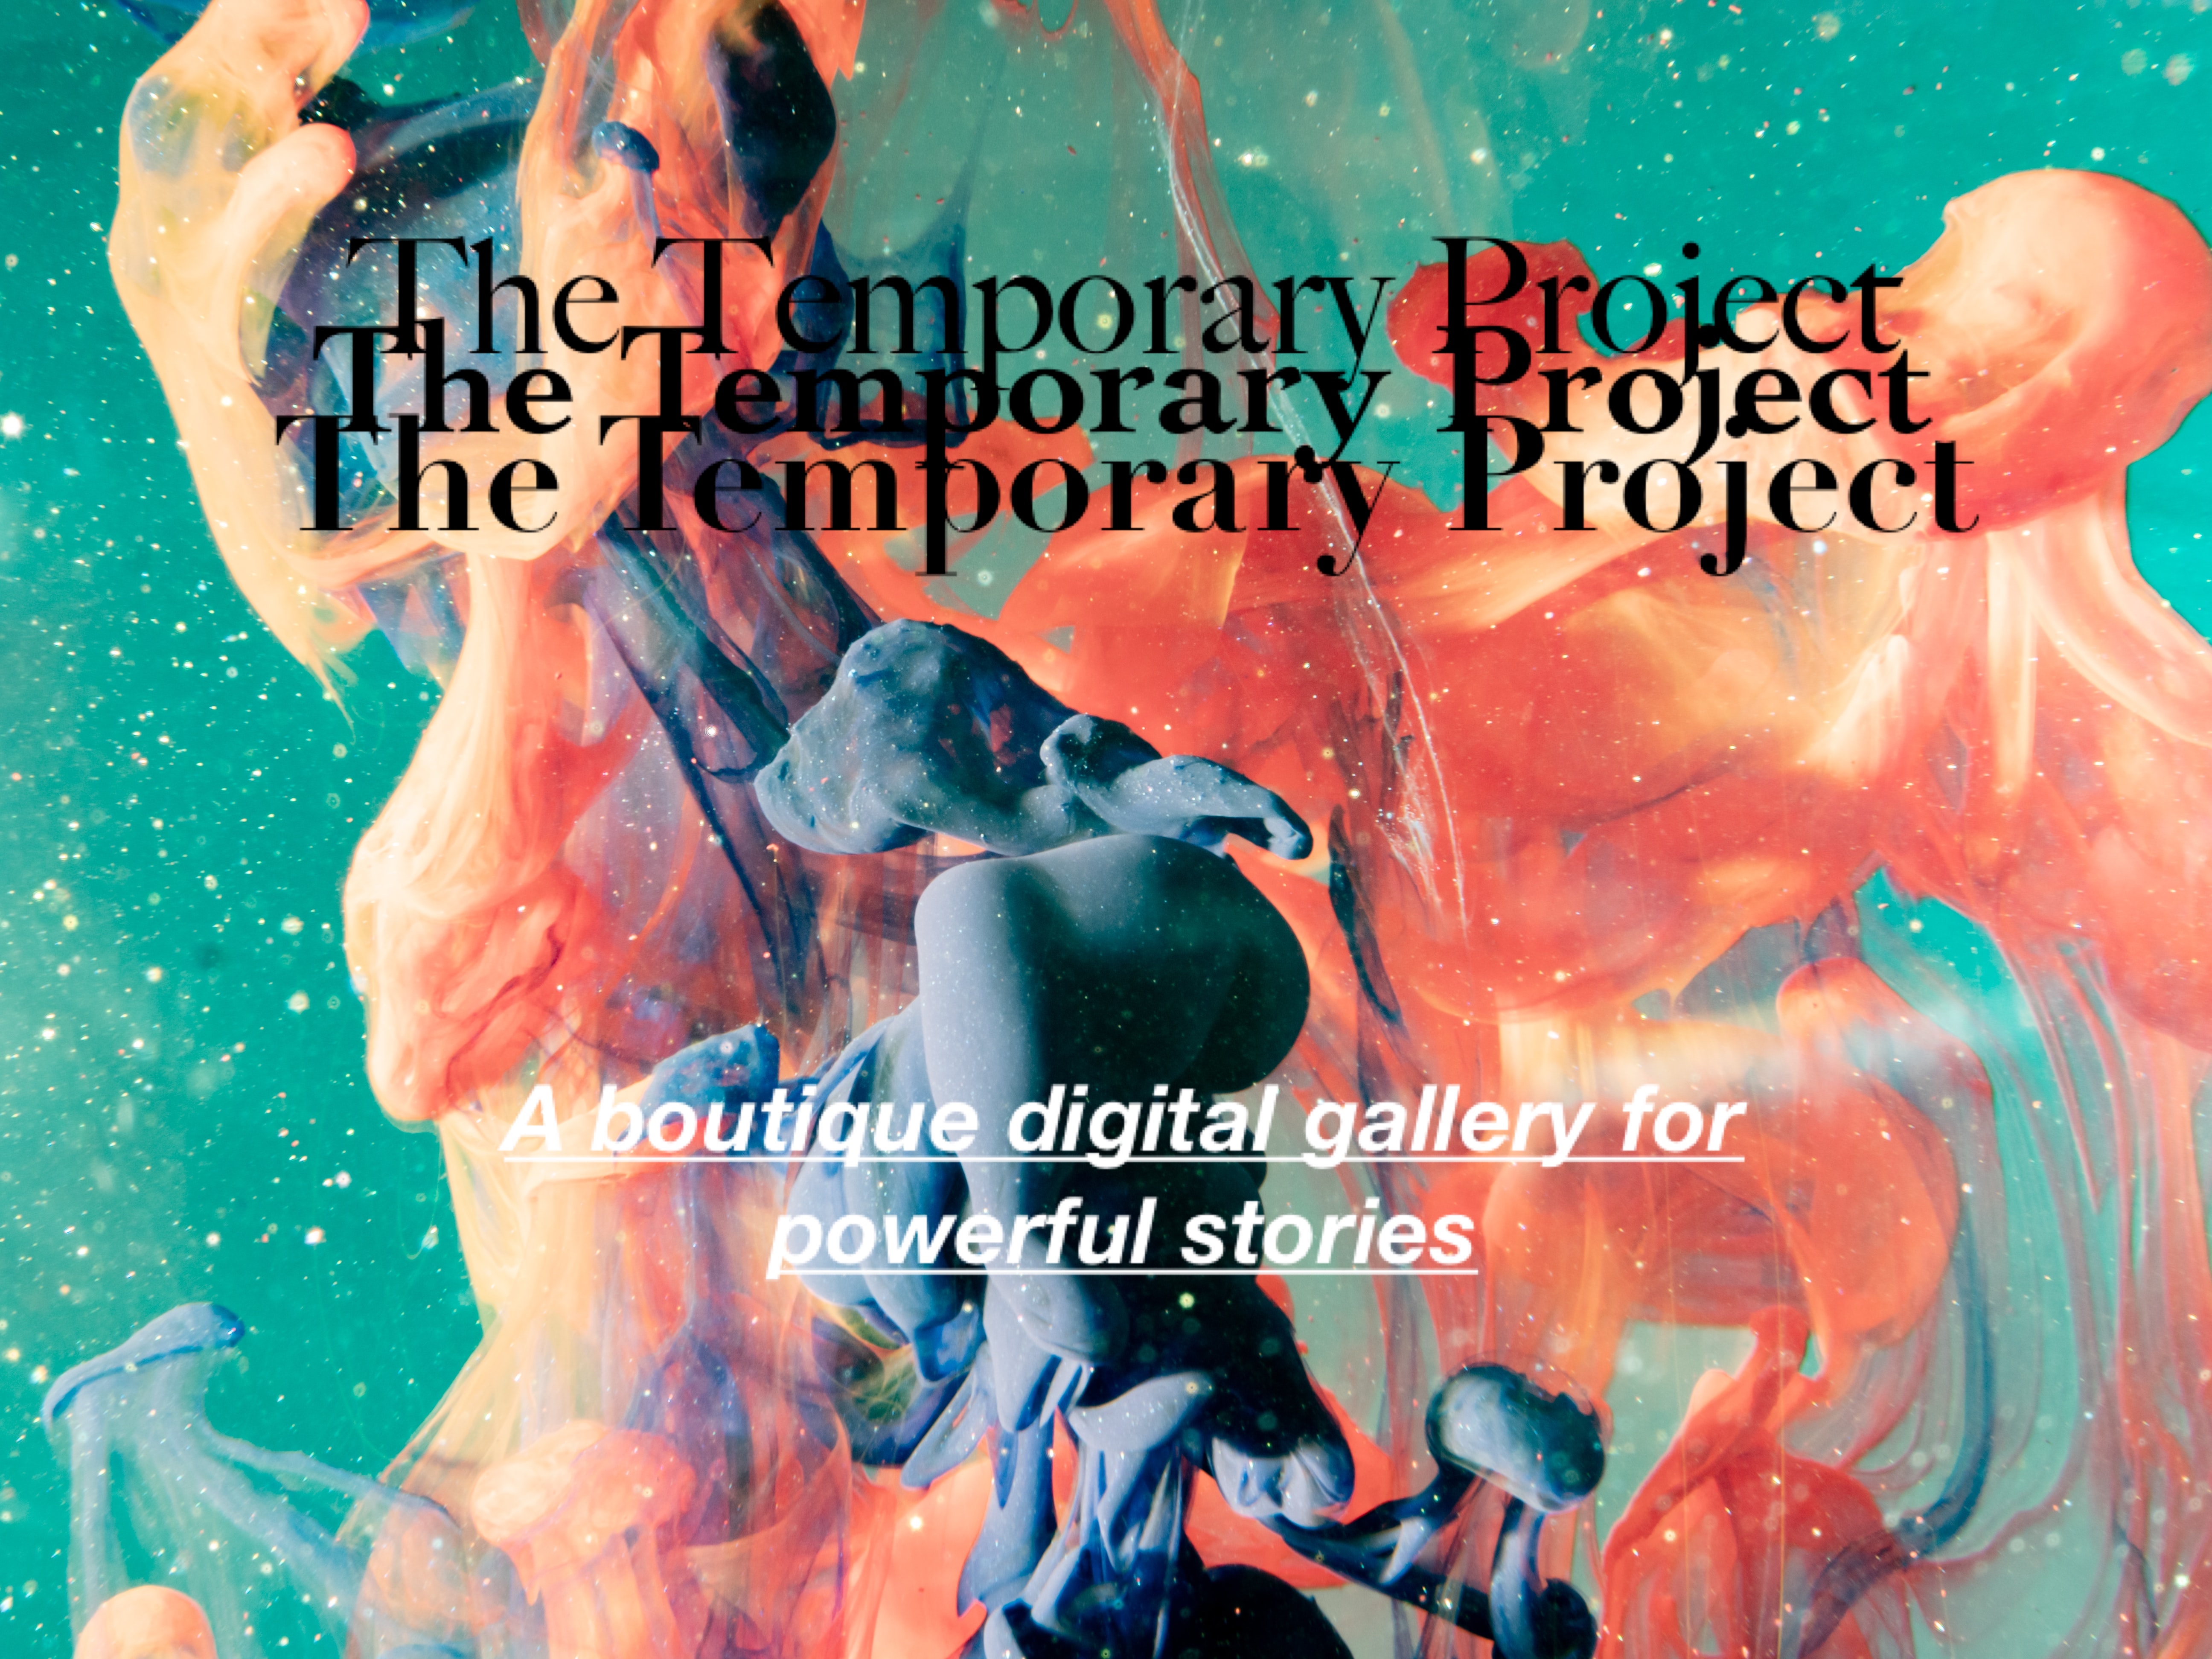 The Temporary Project
The Temporary Project
The Temporary Project
A boutique digital gallery for
powerful stories